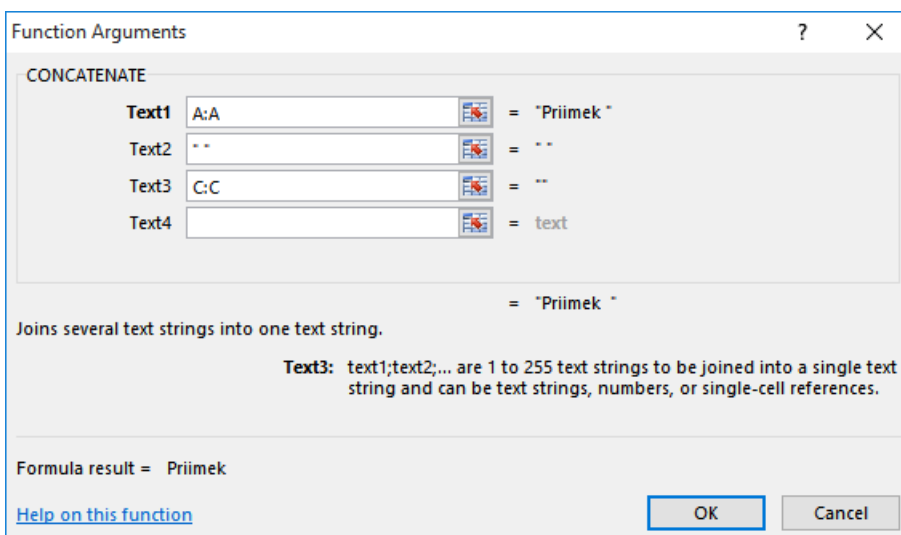 Function Arguments ?
CONCATENATE
Text1 A:A = "Priimek "
Text2 " " = " "
Text3 C:C = ""
Text4 = text
= "Priimek  "
Joins several text strings into one text string.
Text3: text1;text2;... are 1 to 255 text strings to be joined into a single text
string and can be text strings, numbers, or single-cell references.
Formula result = Priimek
Help on this function OK Cancel